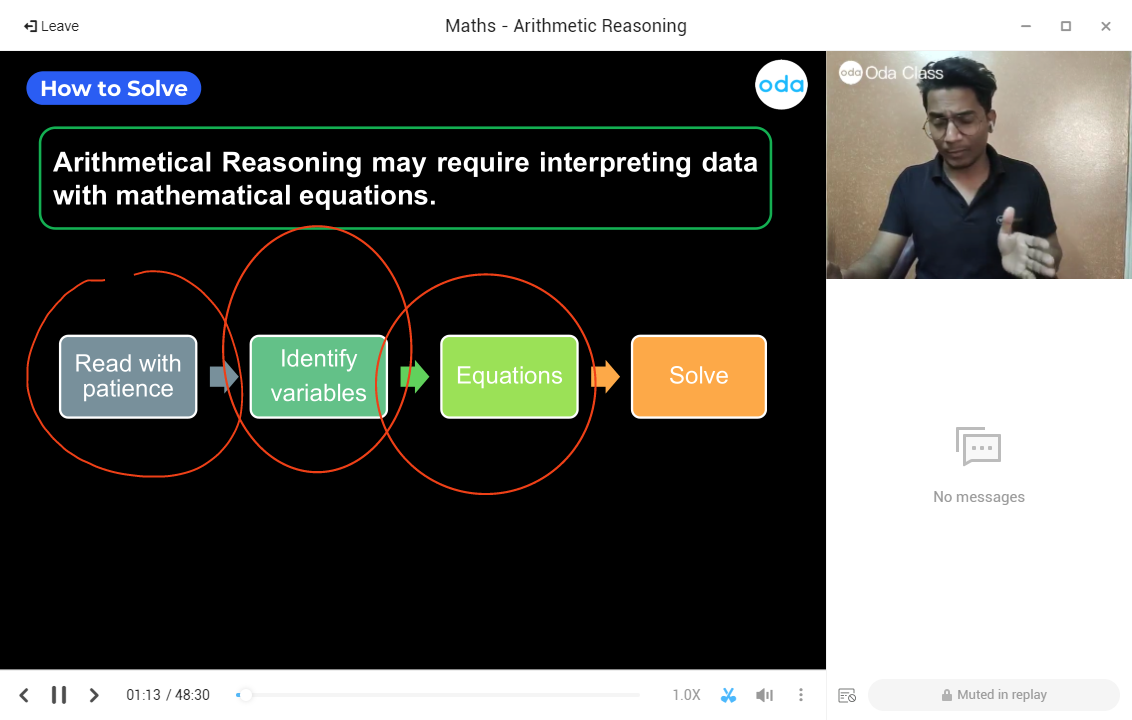 Leave
Maths - Arithmetic Reasoning
How to Solve
oda
Arithmetical Reasoning may require interpreting data
with mathematical equations.
Read with
patience
Identify
variables
Equations
Solve
01:13 / 48:30
1.0X
oda Oda Class
No messages
Muted in replay